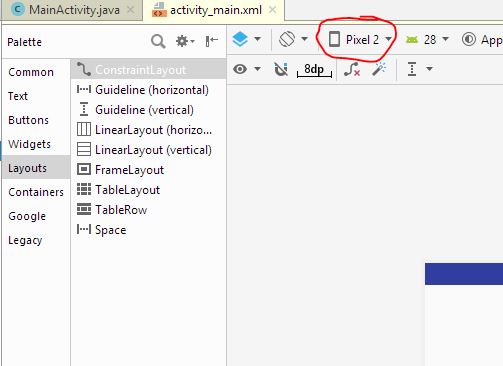 MainActivity.java
activity_main.xml
Palette
Pixel 2
28
App
8dp
Common
Text
Buttons
Widgets
Layouts
Containers
Google
Legacy
ConstraintLayout
Guideline (horizontal)
Guideline (vertical)
LinearLayout (horizo...
LinearLayout (vertical)
FrameLayout
TableLayout
TableRow
Space